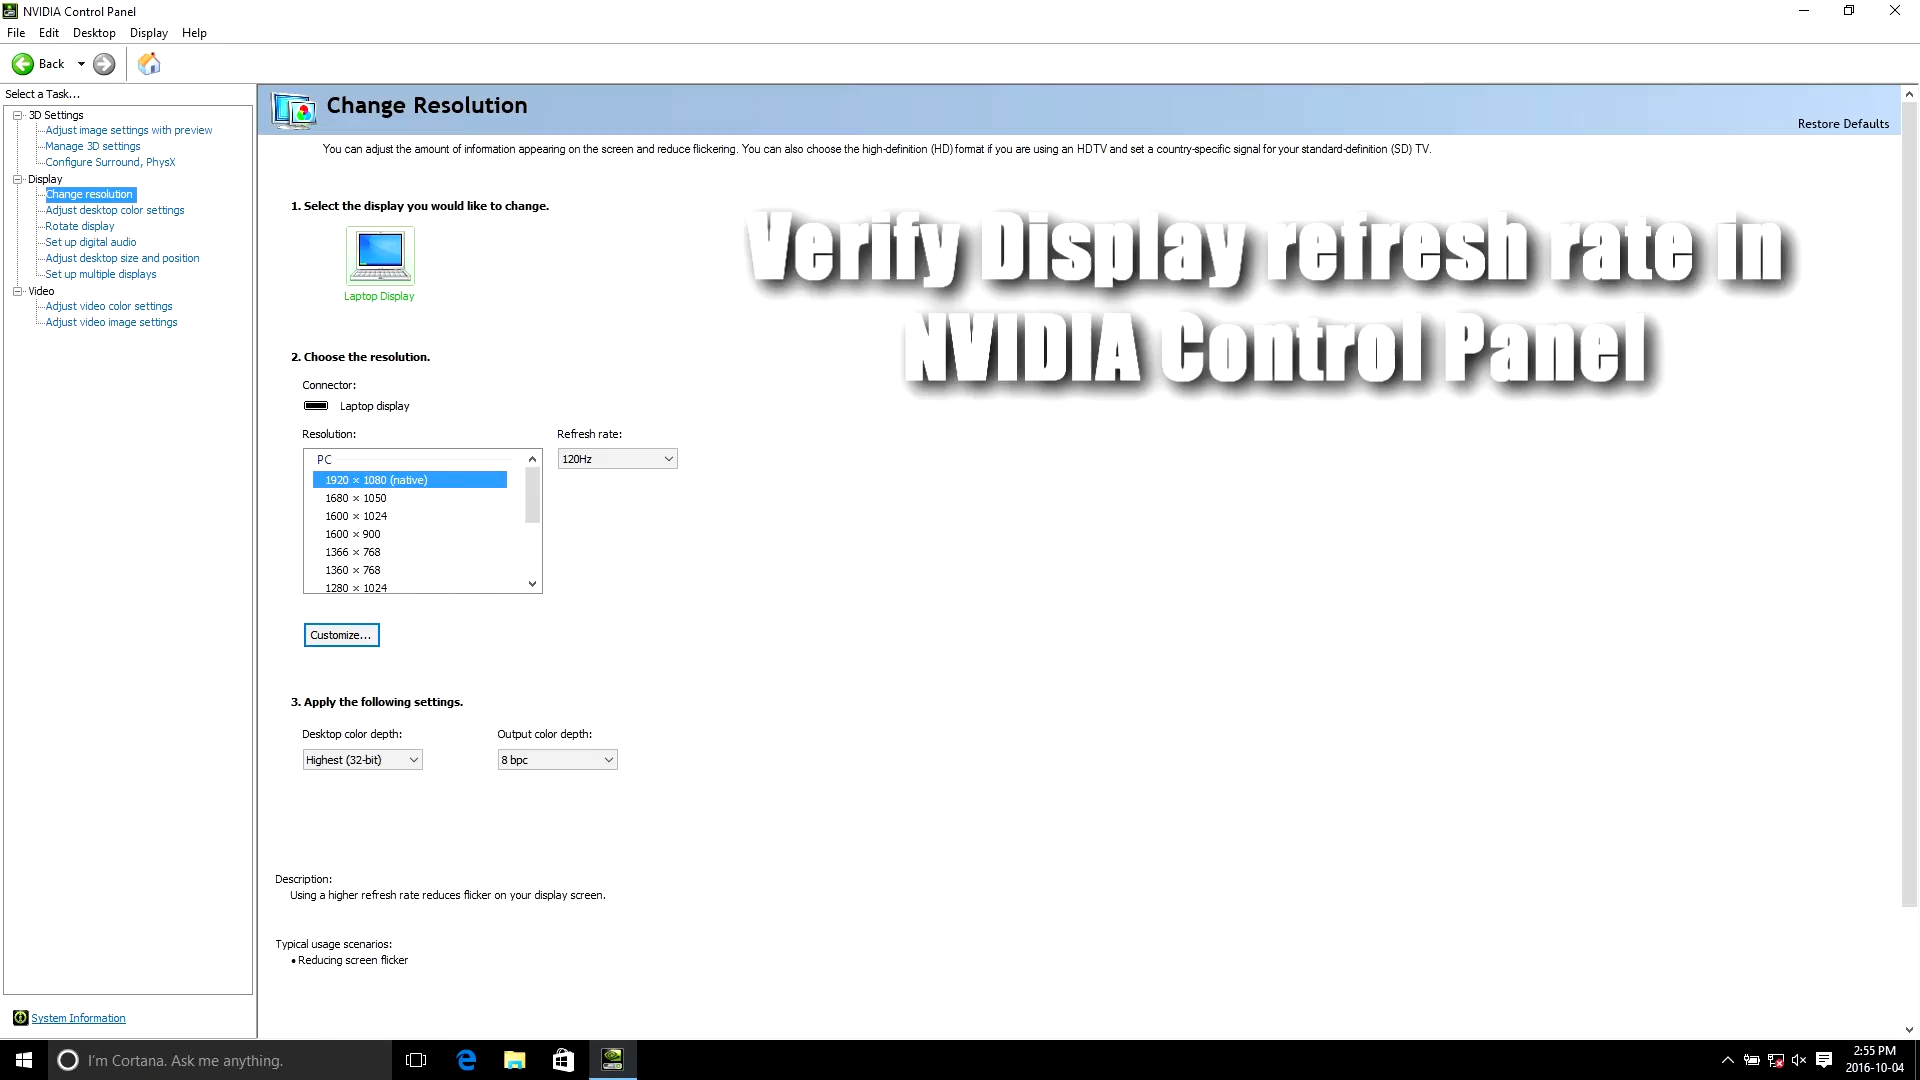 NVIDIA Control Panel
File Edit Desktop Display Help
Back
Select a Task...
3D Settings
Adjust image settings with preview
Manage 3D settings
Configure Surround, PhysX
Display
Change resolution
Adjust desktop color settings
Rotate display
Set up digital audio
Adjust desktop size and position
Set up multiple displays
Video
Adjust video color settings
Adjust video image settings
System Information
Change Resolution
Restore Defaults
You can adjust the amount of information appearing on the screen and reduce flickering. You can also choose the high-definition (HD) format if you are using an HDTV and set a country-specific signal for your standard-definition (SD) TV.
1. Select the display you would like to change.
Laptop Display
Verify Display refresh rate in
NVIDIA Control Panel
2. Choose the resolution.
Connector:
Laptop display
Resolution:
Refresh rate:
PC
120Hz
1920 × 1080 (native)
1680 × 1050
1600 × 1024
1600 × 900
1366 × 768
1360 × 768
1280 × 1024
Customize...
3. Apply the following settings.
Desktop color depth:
Output color depth:
Highest (32-bit)
8 bpc
Description:
Using a higher refresh rate reduces flicker on your display screen.
Typical usage scenarios:
• Reducing screen flicker
I'm Cortana. Ask me anything.
2:55 PM
2016-10-04